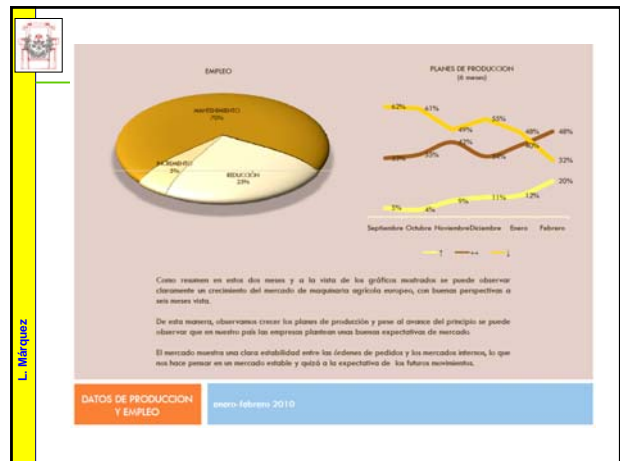 L. Márquez
EMPLEO
MANTENIMIENTO
70%
INCREMENTO
5%
REDUCCIÓN
25%
PLANES DE PRODUCCION
(6 meses)
62%
61%
49%
55%
48%
48%
32%
20%
5%
4%
9%
11%
12%
Septiembre Octubre Noviembre Diciembre Enero Febrero
↑ ↔ ↓
Como resumen en estos dos meses y a la vista de los gráficos mostrados se puede observar
claramente un crecimiento del mercado de maquinaria agrícola europeo, con buenas perspectivas a
seis meses vista.
De esta manera, observamos crecer los planes de producción y pese al avance del principio se puede
observar que en nuestro país las empresas plantean unas buenas expectativas de mercado.
El mercado muestra una clara estabilidad entre las órdenes de pedidos y los mercados internos, lo que
nos hace pensar en un mercado estable y quizá a la expectativa de los futuros movimientos.
DATOS DE PRODUCCION
Y EMPLEO
enero-febrero 2010